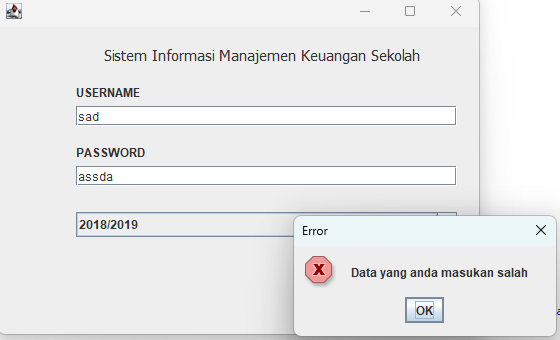 Sistem Informasi Manajemen Keuangan Sekolah
USERNAME
sad
PASSWORD
assda
2018/2019
Error
Data yang anda masukan salah
OK